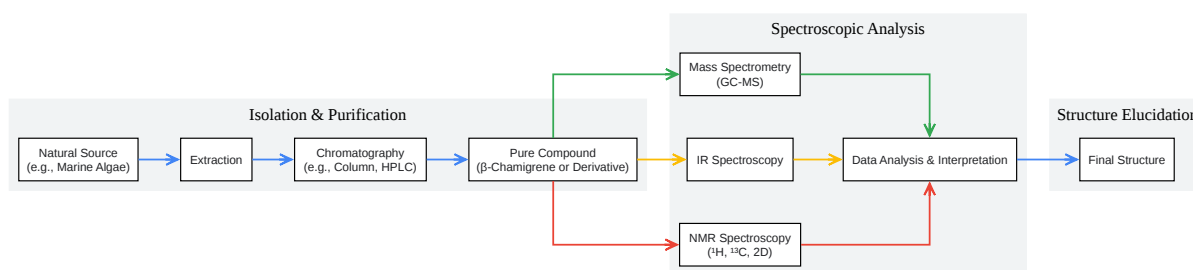 Spectroscopic Analysis
Mass Spectrometry
(GC-MS)
Isolation & Purification
Structure Elucidation
Natural Source
(e.g., Marine Algae)
Extraction
Chromatography
(e.g., Column, HPLC)
Pure Compound
(β-Chamigrene or Derivative)
IR Spectroscopy
Data Analysis & Interpretation
Final Structure
NMR Spectroscopy
(¹H, ¹³C, 2D)